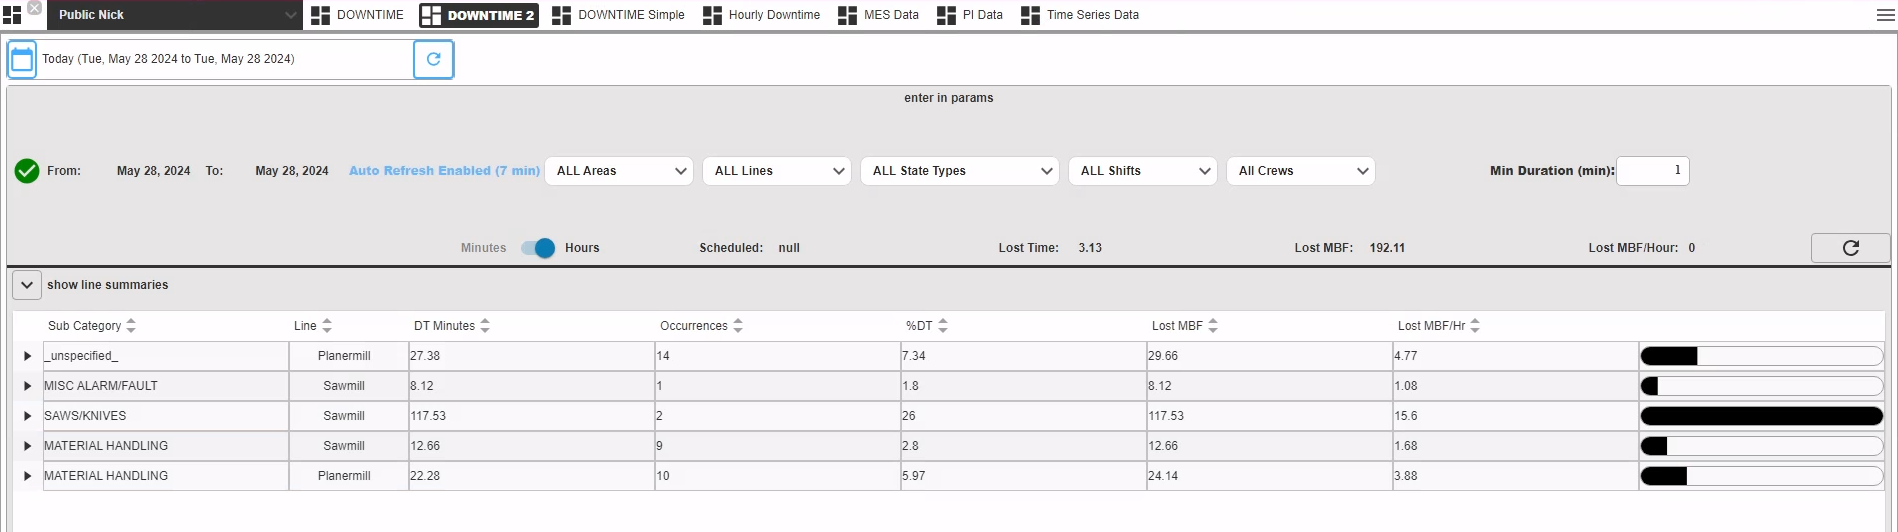 Public Nick DOWNTIME DOWNTIME 2 DOWNTIME Simple Hourly Downtime MES Data PI Data Time Series Data
Today (Tue, May 28 2024 to Tue, May 28 2024)
enter in params
From: May 28, 2024 To: May 28, 2024 Auto Refresh Enabled (7 min) ALL Areas ALL Lines ALL State Types ALL Shifts All Crews Min Duration (min): 1
Minutes Hours Scheduled: null Lost Time: 3.13 Lost MBF: 192.11 Lost MBF/Hour: 0
show line summaries
Sub Category Line DT Minutes Occurrences %DT Lost MBF Lost MBF/Hr
_unspecified_ Planermill 27.38 14 7.34 29.66 4.77
MISC ALARM/FAULT Sawmill 8.12 1 1.8 8.12 1.08
SAWS/KNIVES Sawmill 117.53 2 26 117.53 15.6
MATERIAL HANDLING Sawmill 12.66 9 2.8 12.66 1.68
MATERIAL HANDLING Planermill 22.28 10 5.97 24.14 3.88